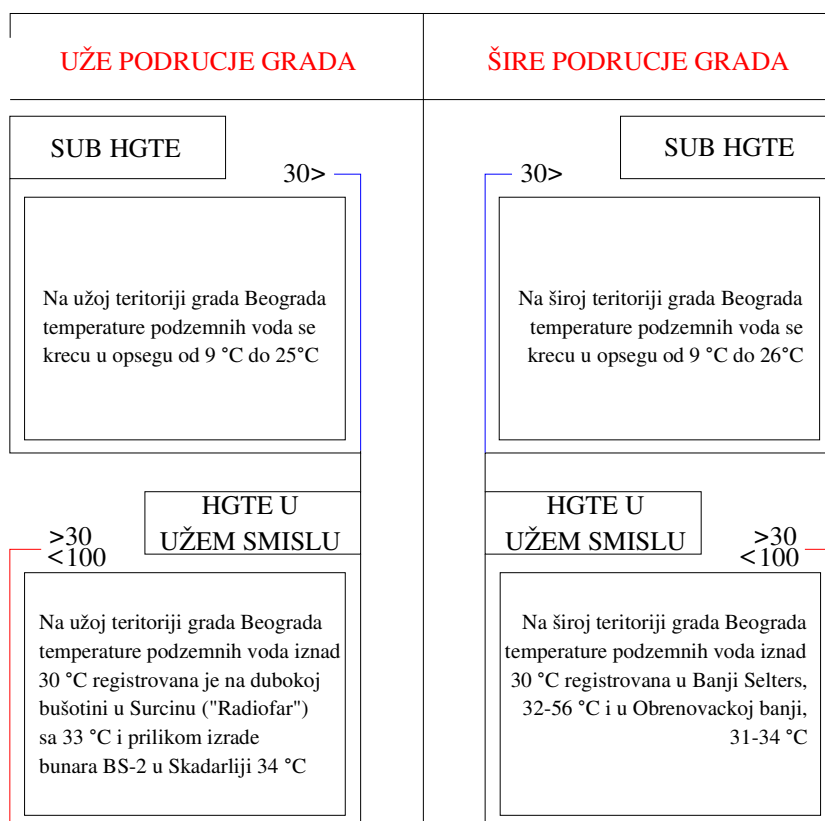 UŽE PODRUCJE GRADA
SUB HGTE
30>
Na užoj teritoriji grada Beograda
temperature podzemnih voda se
krecu u opsegu od 9 °C do 25°C
HGTE U
UŽEM SMISLU
>30
<100
Na užoj teritoriji grada Beograda
temperature podzemnih voda iznad
30 °C registrovana je na dubokoj
bušotini u Surcinu ("Radiofar")
sa 33 °C i prilikom izrade
bunara BS-2 u Skadarliji 34 °C
ŠIRE PODRUCJE GRADA
SUB HGTE
30>
Na široj teritoriji grada Beograda
temperature podzemnih voda se
krecu u opsegu od 9 °C do 26°C
HGTE U
UŽEM SMISLU
>30
<100
Na široj teritoriji grada Beograda
temperature podzemnih voda iznad
30 °C registrovana u Banji Selters,
32-56 °C i u Obrenovackoj banji,
31-34 °C